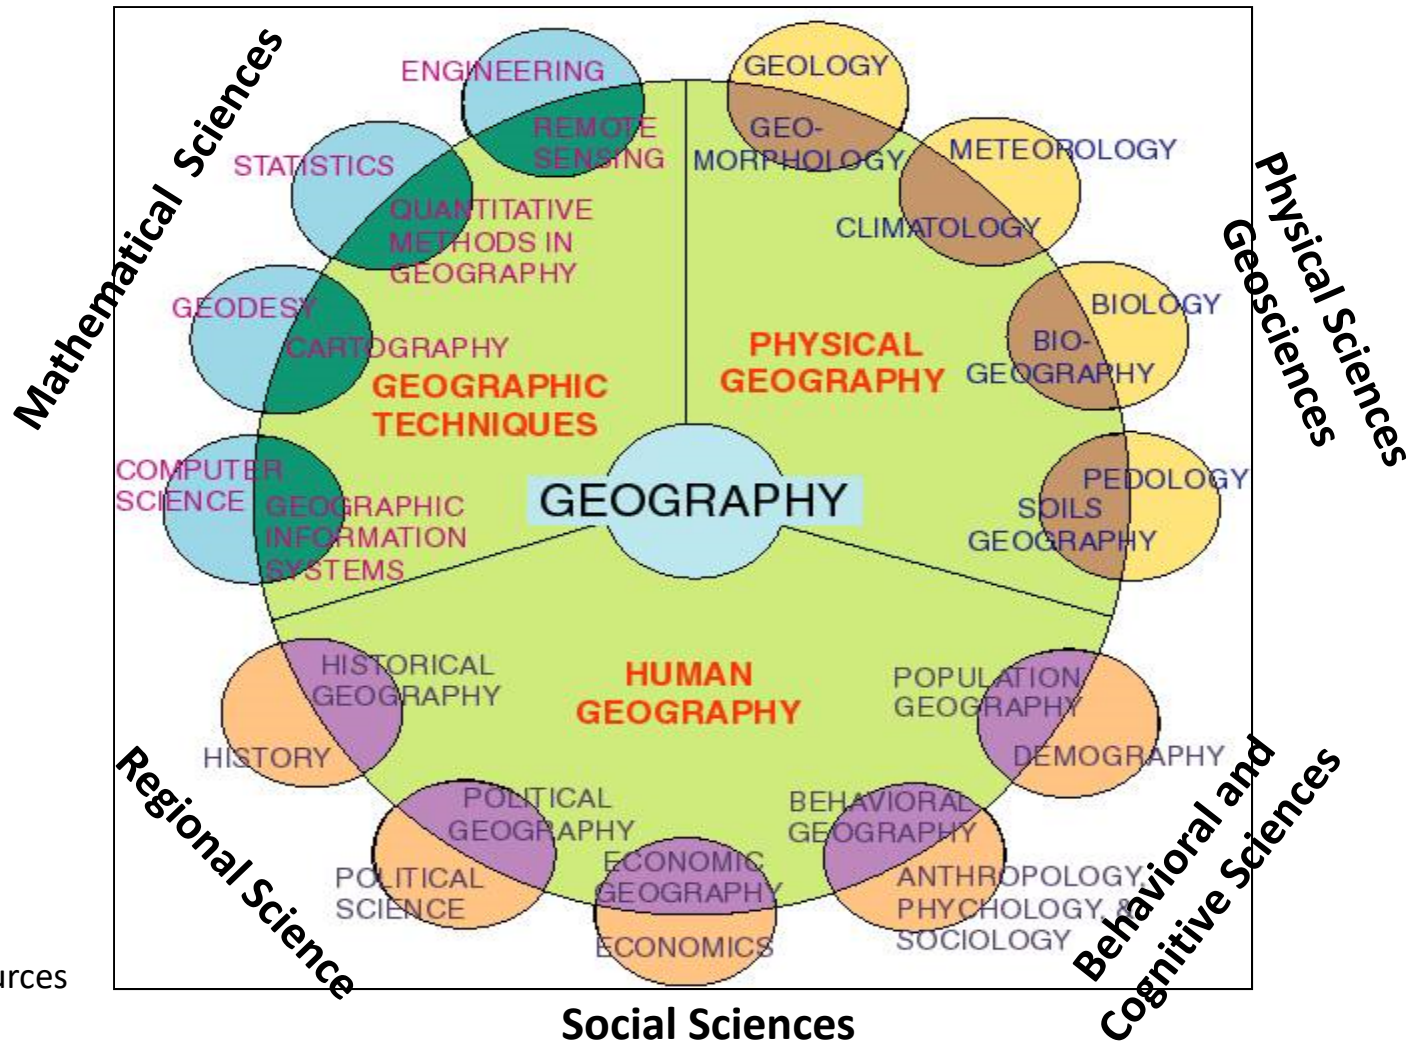 Mathematical Sciences
ENGINEERING
REMOTE
SENSING
STATISTICS
QUANTITATIVE
METHODS IN
GEOGRAPHY
GEODESY
CARTOGRAPHY
GEOGRAPHIC
TECHNIQUES
COMPUTER
SCIENCE
GEOGRAPHIC
INFORMATION
SYSTEMS
GEOLOGY
GEO-
MORPHOLOGY
METEOROLOGY
CLIMATOLOGY
BIOLOGY
BIO-
GEOGRAPHY
PHYSICAL
GEOGRAPHY
PEDOLOGY
SOILS
GEOGRAPHY
Physical Sciences
Geosciences
GEOGRAPHY
HUMAN
GEOGRAPHY
HISTORICAL
GEOGRAPHY
HISTORY
POLITICAL
GEOGRAPHY
POLITICAL
SCIENCE
ECONOMIC
GEOGRAPHY
ECONOMICS
BEHAVIORAL
GEOGRAPHY
ANTHROPOLOGY,
PHYCHOLOGY, &
SOCIOLOGY
POPULATION
GEOGRAPHY
DEMOGRAPHY
Regional Science
Behavioral and
Cognitive Sciences
urces
Social Sciences